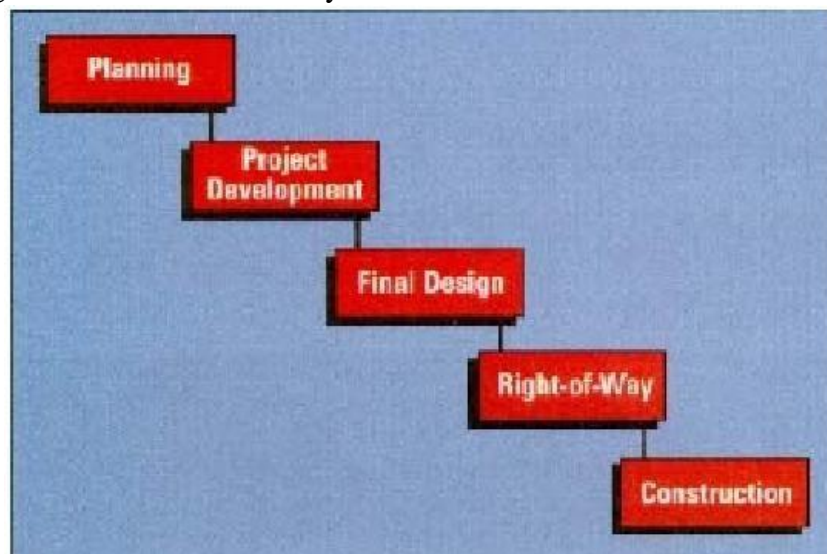 Planning
Project
Development
Final Design
Right-of-Way
Construction